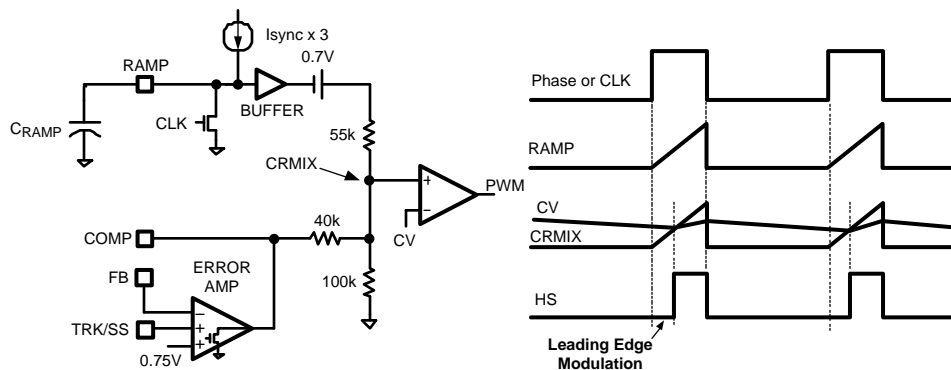 Isync x 3
0.7V
RAMP
BUFFER
CLK
CRAMP
55k
CRMIX
+
−
PWM
CV
COMP
40k
FB
ERROR
AMP
100k
−
+
+
TRK/SS
0.75V
Phase or CLK
RAMP
CV
CRMIX
HS
Leading Edge
Modulation